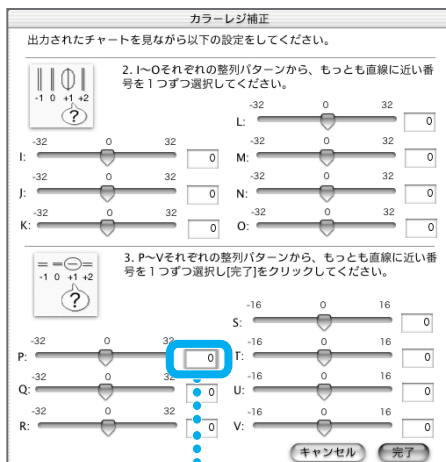 カラーレジ補正
出力されたチャートを見ながら以下の設定をしてください。
2. I~Oそれぞれの整列パターンから、もっとも直線に近い番
号を1つずつ選択してください。
-1 0 +1 +2
?
-32 0 32
L: 0
-32 0 32
I: 0
-32 0 32
M: 0
-32 0 32
J: 0
-32 0 32
N: 0
-32 0 32
K: 0
-32 0 32
O: 0
3. P~Vそれぞれの整列パターンから、もっとも直線に近い番
号を1つずつ選択し[完了]をクリックしてください。
-1 0 +1 +2
?
-16 0 16
S: 0
-32 0 32
P: 0
-16 0 16
T: 0
-32 0 32
Q: 0
-16 0 16
U: 0
-32 0 32
R: 0
-16 0 16
V: 0
キャンセル 完了